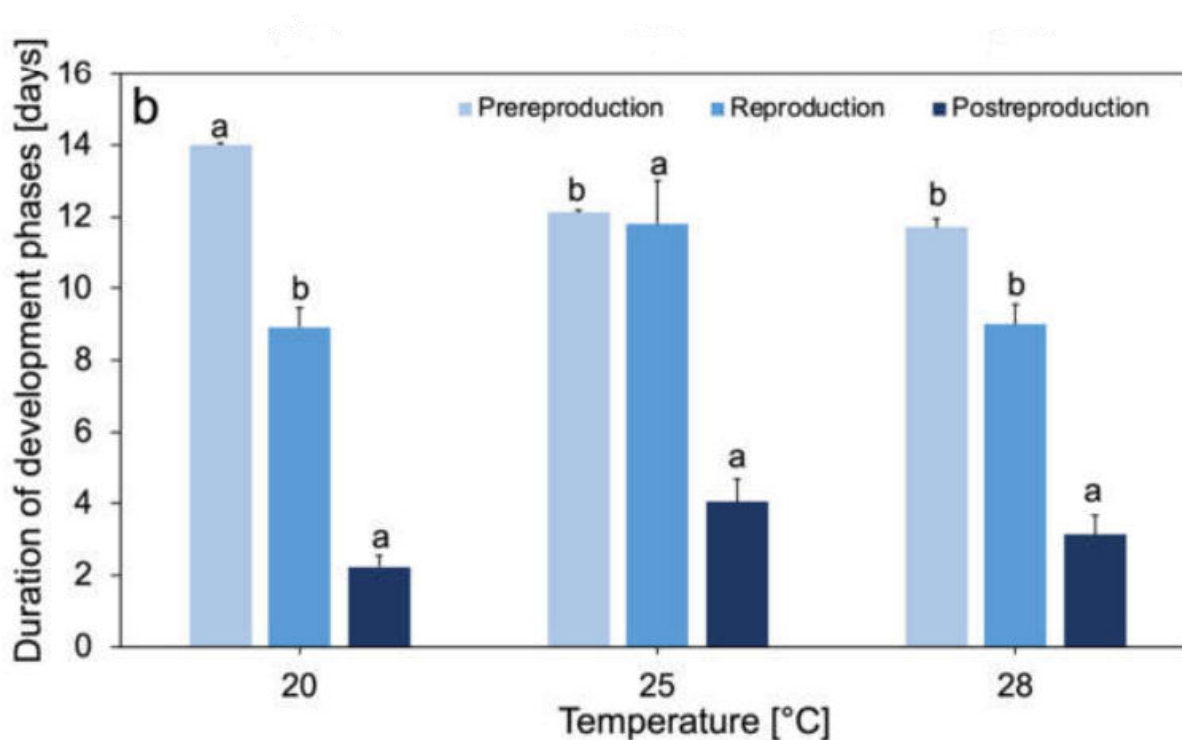 Duration of development phases [days]
16
14
12
10
8
6
4
2
0
b
Prereproduction Reproduction Postreproduction
a
b
a
b
a
a
b
b
a
20 25 28
Temperature [°C]